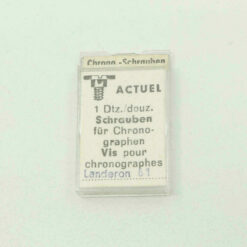 Chrono.-Schrauben
ACTUEL
1 Dtz./douz.
Schrauben
für Chrono-
graphen
Vis pour
chronographes
Landeron 51